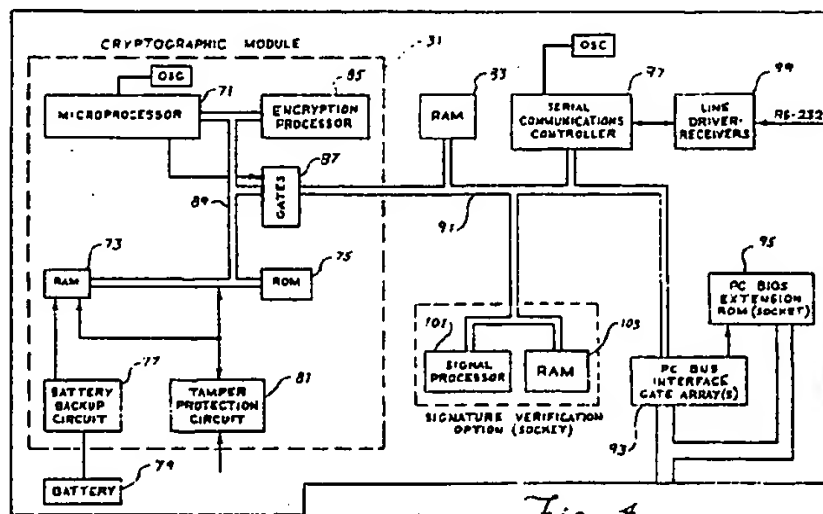 CRYPTOGRAPHIC MODULE
31
OSC
MICROPROCESSOR
71
85
ENCRYPTION
PROCESSOR
87
GATES
89
73
RAM
75
ROM
77
BATTERY
BACKUP
CIRCUIT
81
TAMPER
PROTECTION
CIRCUIT
79
BATTERY
83
RAM
91
OSC
97
SERIAL
COMMUNICATIONS
CONTROLLER
99
LINE
DRIVER-
RECEIVERS
RS-232
101
SIGNAL
PROCESSOR
103
RAM
SIGNATURE VERIFICATION
OPTION (SOCKET)
95
PC BIOS
EXTENSION
ROM (SOCKET)
PC BUS
INTERFACE
GATE ARRAY(S)
93
Fig.